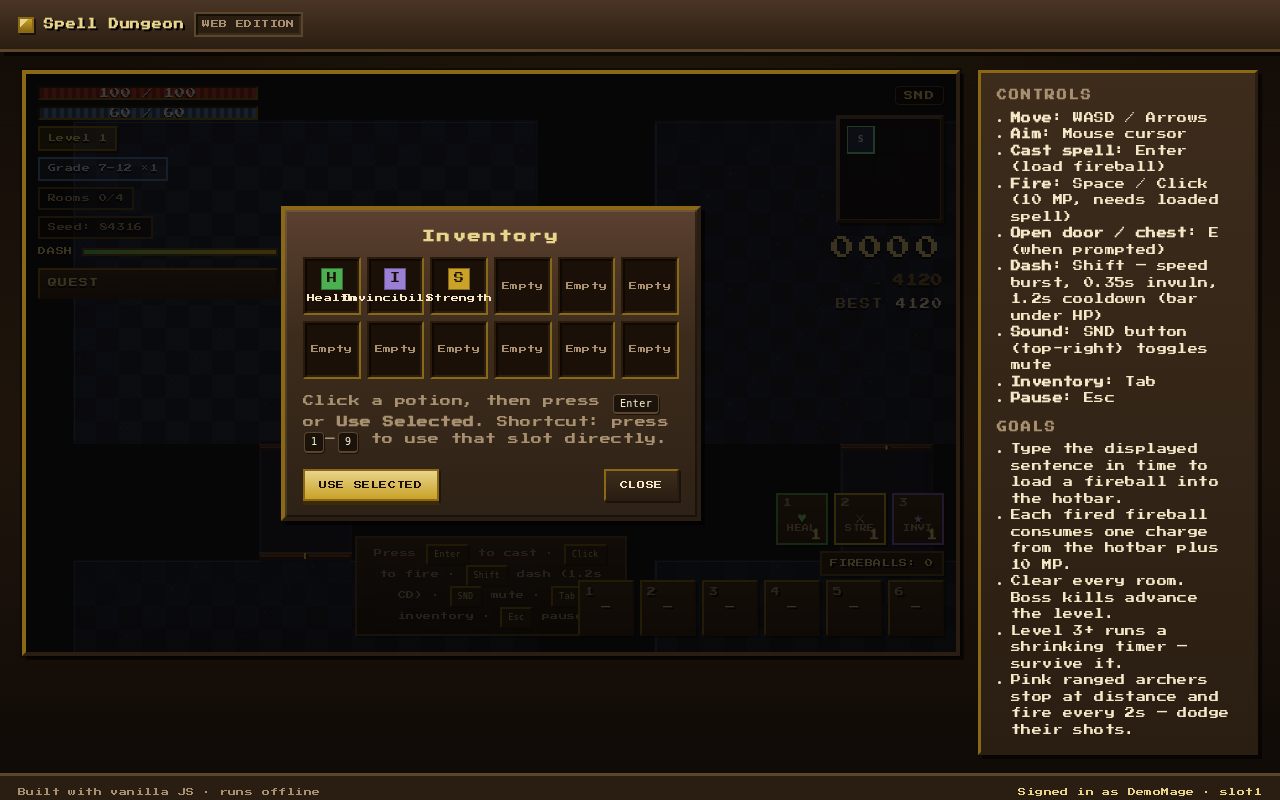 Spell Dungeon
WEB EDITION
100 / 100
60 / 60
Level 1
Grade 7-12 ×1
Rooms 0/4
Seed: S4316
DASH
QUEST
SND
S
0000
4120
BEST 4120
Inventory
H
I
S
Strength
Empty
Empty
Empty
Empty
Empty
Empty
Empty
Empty
Empty
Click a potion, then press Enter
or Use Selected. Shortcut: press
1–9 to use that slot directly.
USE SELECTED
CLOSE
1
HEAL
1
2
STRE
1
3
INVI
1
FIREBALLS: 0
Press Enter to cast · Click
to fire · Shift dash (1.2s
CD) · SND mute · Tab
inventory · Esc paus
1
—
2
—
3
—
4
—
5
—
6
—
CONTROLS
. Move: WASD / Arrows
. Aim: Mouse cursor
. Cast spell: Enter
(load fireball)
. Fire: Space / Click
(10 MP, needs loaded
spell)
. Open door / chest: E
(when prompted)
. Dash: Shift — speed
burst, 0.35s invuln,
1.2s cooldown (bar
under HP)
. Sound: SND button
(top-right) toggles
mute
. Inventory: Tab
. Pause: Esc
GOALS
. Type the displayed
sentence in time to
load a fireball into
the hotbar.
. Each fired fireball
consumes one charge
from the hotbar plus
10 MP.
. Clear every room.
Boss kills advance
the level.
. Level 3+ runs a
shrinking timer —
survive it.
. Pink ranged archers
stop at distance and
fire every 2s — dodge
their shots.
Built with vanilla JS · runs offline
Signed in as DemoMage · slot1